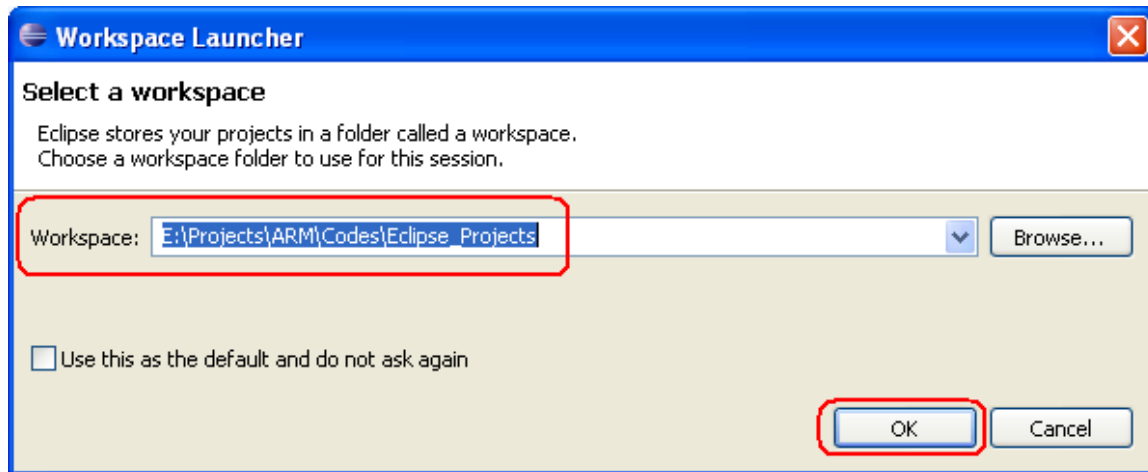 Workspace Launcher
Select a workspace
Eclipse stores your projects in a folder called a workspace.
Choose a workspace folder to use for this session.
Workspace: E:\Projects\ARM\Codes\Eclipse_Projects Browse...
Use this as the default and do not ask again
OK Cancel